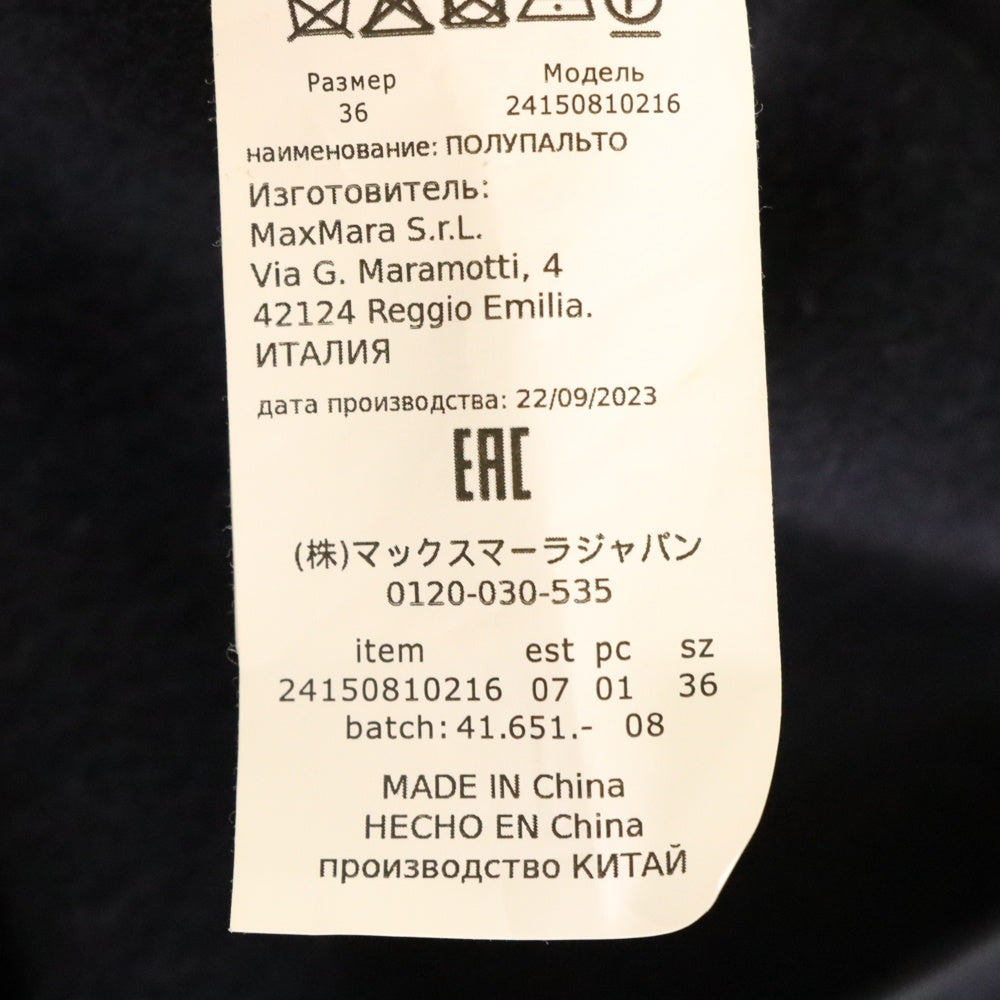 Размер Модель
36 24150810216
наименование: ПОЛУПАЛЬТО
Изготовитель:
MaxMara S.r.L.
Via G. Maramotti, 4
42124 Reggio Emilia.
ИТАЛИЯ
дата производства: 22/09/2023
EAC
(株)マックスマーラジャパン
0120-030-535
item est pc sz
24150810216 07 01 36
batch: 41.651.- 08
MADE IN China
HECHO EN China
производство КИТАЙ